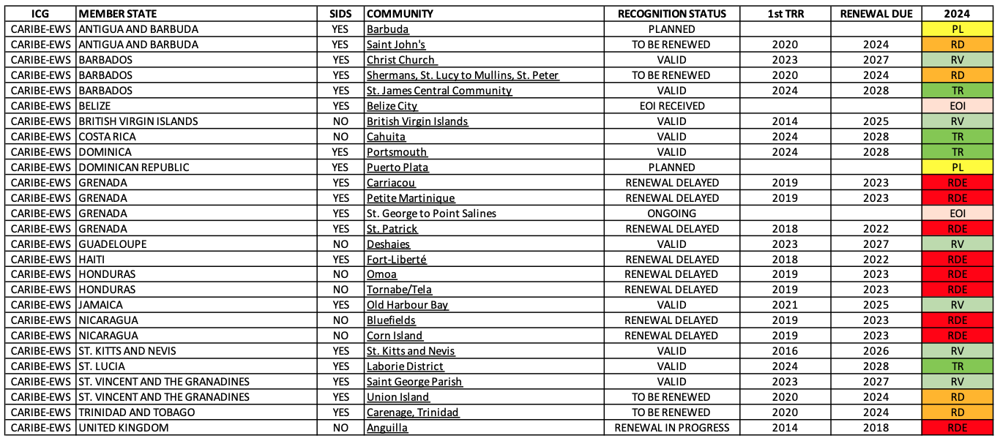 ICG MEMBER STATE SIDS COMMUNITY RECOGNITION STATUS 1st TRR RENEWAL DUE 2024
CARIBE-EWS ANTIGUA AND BARBUDA YES Barbuda PLANNED PL
CARIBE-EWS ANTIGUA AND BARBUDA YES Saint John's TO BE RENEWED 2020 2024 RD
CARIBE-EWS BARBADOS YES Christ Church VALID 2023 2027 RV
CARIBE-EWS BARBADOS YES Shermans, St. Lucy to Mullins, St. Peter TO BE RENEWED 2020 2024 RD
CARIBE-EWS BARBADOS YES St. James Central Community VALID 2024 2028 TR
CARIBE-EWS BELIZE YES Belize City EOI RECEIVED EOI
CARIBE-EWS BRITISH VIRGIN ISLANDS NO British Virgin Islands VALID 2014 2025 RV
CARIBE-EWS COSTA RICA NO Cahuita VALID 2024 2028 TR
CARIBE-EWS DOMINICA YES Portsmouth VALID 2024 2028 TR
CARIBE-EWS DOMINICAN REPUBLIC YES Puerto Plata PLANNED PL
CARIBE-EWS GRENADA YES Carriacou RENEWAL DELAYED 2019 2023 RDE
CARIBE-EWS GRENADA YES Petite Martinique RENEWAL DELAYED 2019 2023 RDE
CARIBE-EWS GRENADA YES St. George to Point Salines ONGOING EOI
CARIBE-EWS GRENADA YES St. Patrick RENEWAL DELAYED 2018 2022 RDE
CARIBE-EWS GUADELOUPE NO Deshaies VALID 2023 2027 RV
CARIBE-EWS HAITI YES Fort-Liberté RENEWAL DELAYED 2018 2022 RDE
CARIBE-EWS HONDURAS NO Omoa RENEWAL DELAYED 2019 2023 RDE
CARIBE-EWS HONDURAS NO Tornabe/Tela RENEWAL DELAYED 2019 2023 RDE
CARIBE-EWS JAMAICA YES Old Harbour Bay VALID 2021 2025 RV
CARIBE-EWS NICARAGUA NO Bluefields RENEWAL DELAYED 2019 2023 RDE
CARIBE-EWS NICARAGUA NO Corn Island RENEWAL DELAYED 2019 2023 RDE
CARIBE-EWS ST. KITTS AND NEVIS YES St. Kitts and Nevis VALID 2016 2026 RV
CARIBE-EWS ST. LUCIA YES Laborie District VALID 2024 2028 TR
CARIBE-EWS ST. VINCENT AND THE GRANADINES YES Saint George Parish VALID 2023 2027 RV
CARIBE-EWS ST. VINCENT AND THE GRANADINES YES Union Island TO BE RENEWED 2020 2024 RD
CARIBE-EWS TRINIDAD AND TOBAGO YES Carenage, Trinidad TO BE RENEWED 2020 2024 RD
CARIBE-EWS UNITED KINGDOM NO Anguilla RENEWAL IN PROGRESS 2014 2018 RDE